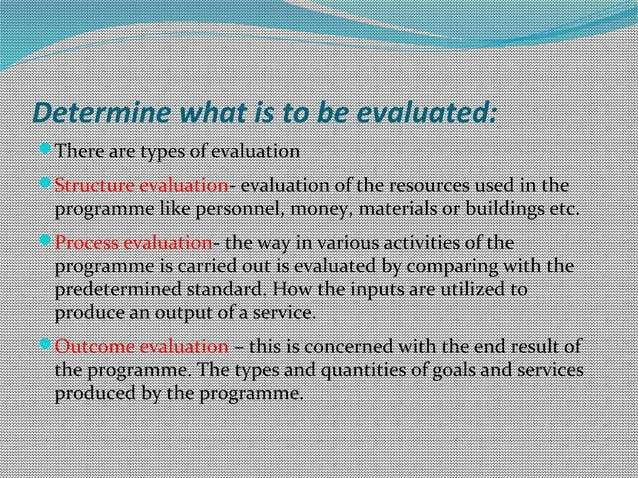 Determine what is to be evaluated:
There are types of evaluation
Structure evaluation- evaluation of the resources used in the
programme like personnel, money, materials or buildings etc.
Process evaluation- the way in various activities of the
programme is carried out is evaluated by comparing with the
predetermined standard. How the inputs are utilized to
produce an output of a service.
Outcome evaluation – this is concerned with the end result of
the programme. The types and quantities of goals and services
produced by the programme.